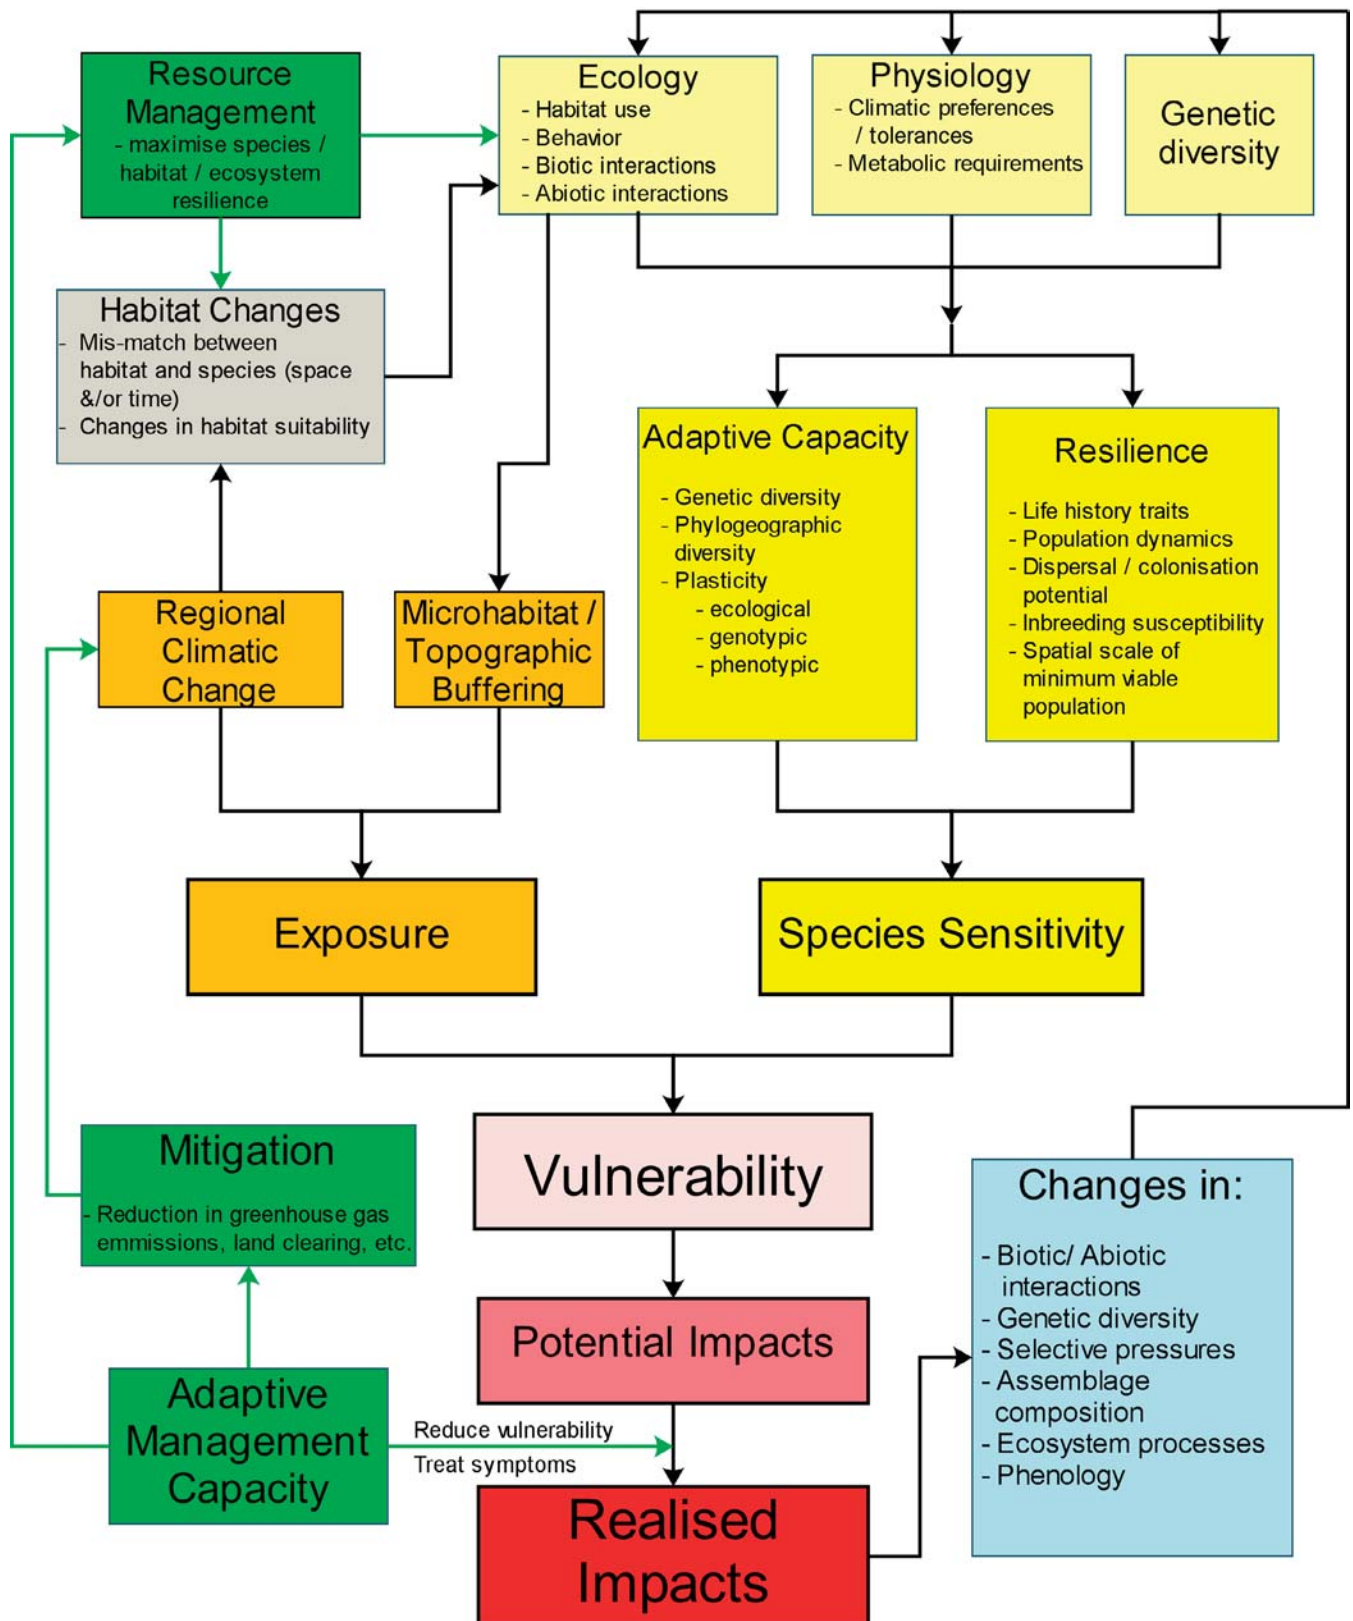 Resource
Management
- maximise species /
habitat / ecosystem
resilience
Ecology
- Habitat use
- Behavior
- Biotic interactions
- Abiotic interactions
Physiology
- Climatic preferences
/ tolerances
- Metabolic requirements
Genetic
diversity
Habitat Changes
- Mis-match between
habitat and species (space
&/or time)
- Changes in habitat suitability
Adaptive Capacity
- Genetic diversity
- Phylogeographic
diversity
- Plasticity
- ecological
- genotypic
- phenotypic
Resilience
- Life history traits
- Population dynamics
- Dispersal / colonisation
potential
- Inbreeding susceptibility
- Spatial scale of
minimum viable
population
Regional
Climatic
Change
Microhabitat /
Topographic
Buffering
Exposure
Species Sensitivity
Vulnerability
Mitigation
- Reduction in greenhouse gas
emmissions, land clearing, etc.
Potential Impacts
Changes in:
- Biotic/ Abiotic
interactions
- Genetic diversity
- Selective pressures
- Assemblage
composition
- Ecosystem processes
- Phenology
Adaptive
Management
Capacity
Reduce vulnerability
Treat symptoms
Realised
Impacts